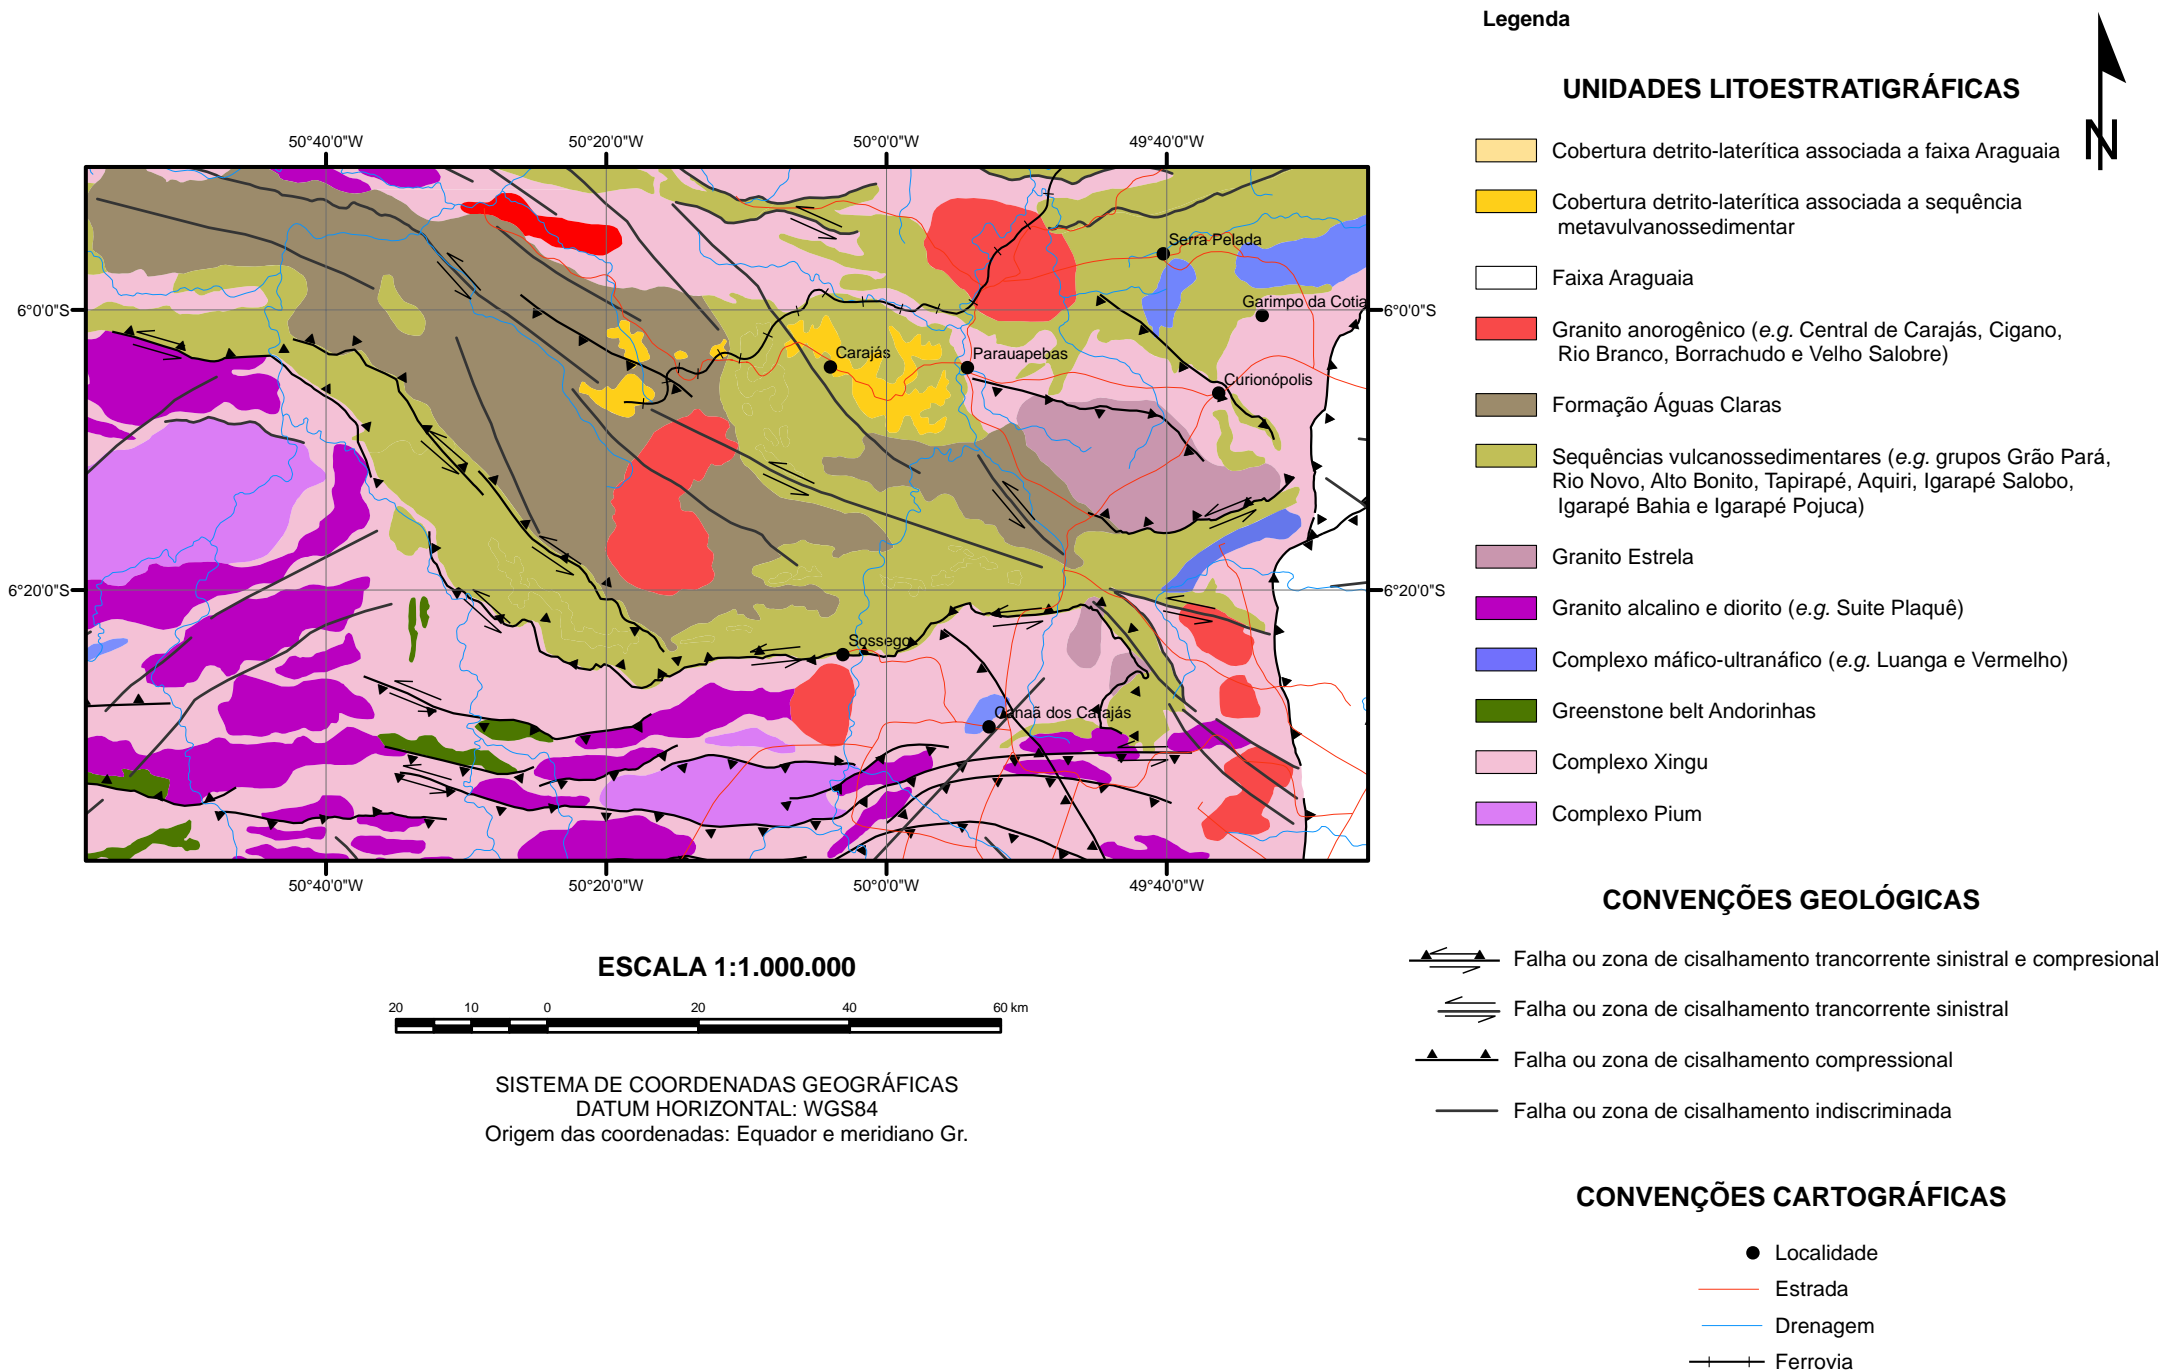 Legenda
N
UNIDADES LITOESTRATIGRÁFICAS
Cobertura detrito-laterítica associada a faixa Araguaia
Cobertura detrito-laterítica associada a sequência
metavulvanossedimentar
Faixa Araguaia
Granito anorogênico (e.g. Central de Carajás, Cigano,
Rio Branco, Borrachudo e Velho Salobre)
Formação Águas Claras
Sequências vulcanossedimentares (e.g. grupos Grão Pará,
Rio Novo, Alto Bonito, Tapirapé, Aquiri, Igarapé Salobo,
Igarapé Bahia e Igarapé Pojuca)
Granito Estrela
Granito alcalino e diorito (e.g. Suite Plaquê)
Complexo máfico-ultranáfico (e.g. Luanga e Vermelho)
Greenstone belt Andorinhas
Complexo Xingu
Complexo Pium
CONVENÇÕES GEOLÓGICAS
Falha ou zona de cisalhamento trancorrente sinistral e compresional
Falha ou zona de cisalhamento trancorrente sinistral
Falha ou zona de cisalhamento compressional
Falha ou zona de cisalhamento indiscriminada
CONVENÇÕES CARTOGRÁFICAS
Localidade
Estrada
Drenagem
Ferrovia
50°40'0"W 50°20'0"W 50°0'0"W 49°40'0"W
Serra Pelada
Garimpo da Cotia
6°0'0"S 6°0'0"S
Carajás
Parauapebas
Curionópolis
6°20'0"S 6°20'0"S
Sossego
Canaã dos Carajás
50°40'0"W 50°20'0"W 50°0'0"W 49°40'0"W
ESCALA 1:1.000.000
20 10 0 20 40 60 km
SISTEMA DE COORDENADAS GEOGRÁFICAS
DATUM HORIZONTAL: WGS84
Origem das coordenadas: Equador e meridiano Gr.